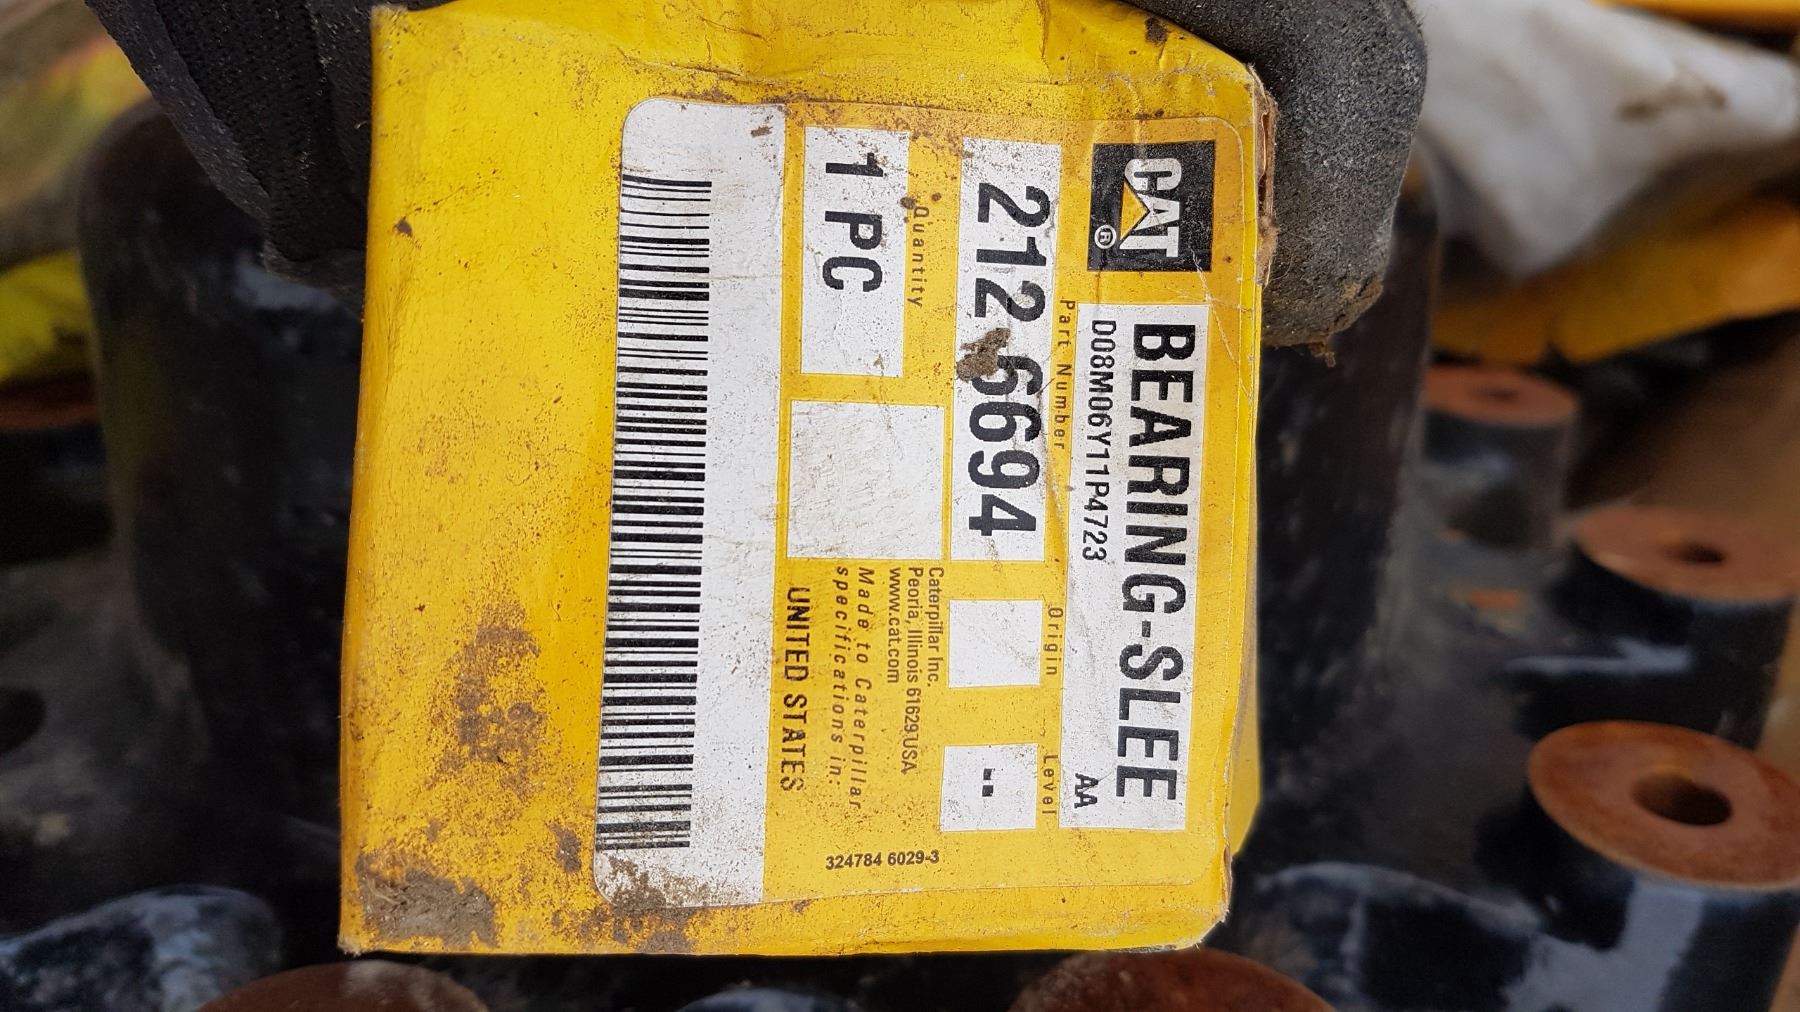 CAT®
BEARING-SLEE
D08M06Y11P4723
AA
Part Number
Origin
Level
212 6694
--
Quantity
1 PC
Caterpillar Inc.
Peoria, Illinois 61629 USA
www.cat.com
Made to Caterpillar
specifications in:
UNITED STATES
324784 6029-3